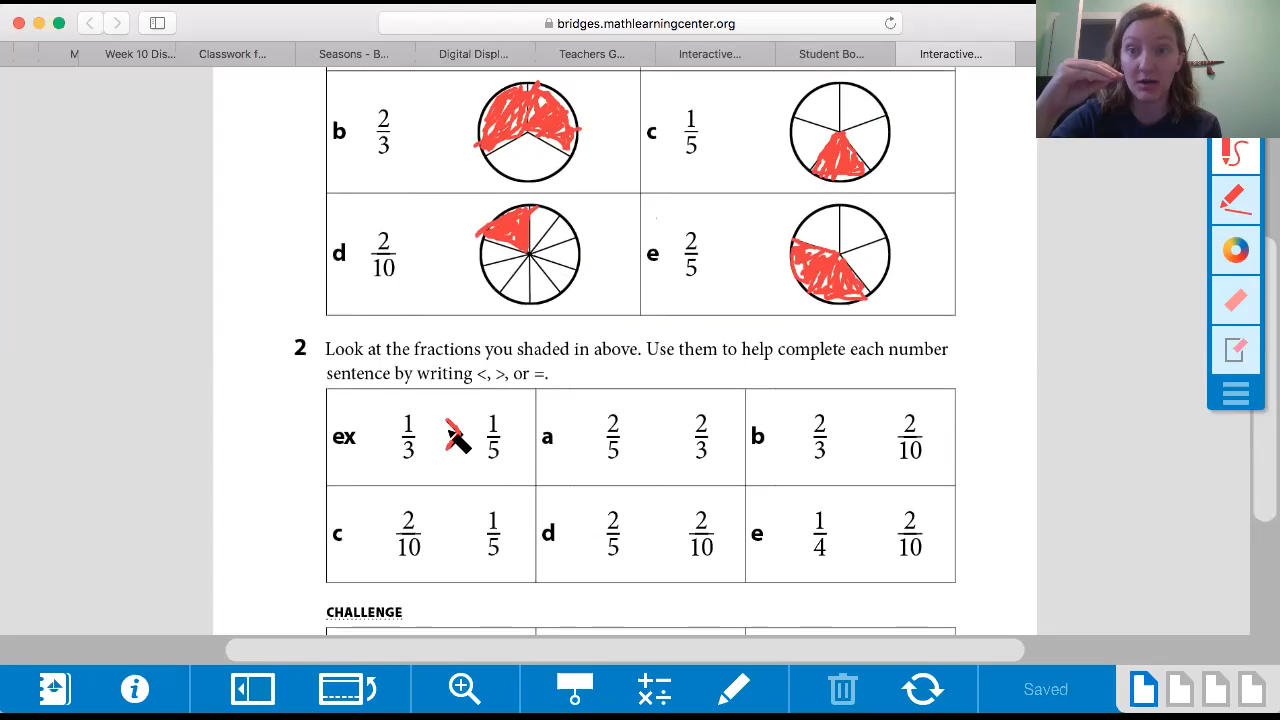 bridges.mathlearningcenter.org
M Week 10 Dis... Classwork f... Seasons - B... Digital Displ... Teachers G... Interactive... Student Bo... Interactive...
b 2/3 c 1/5
d 2/10 e 2/5
2 Look at the fractions you shaded in above. Use them to help complete each number
sentence by writing <, >, or =.
ex 1/3 > 1/5 a 2/5 2/3 b 2/3 2/10
c 2/10 1/5 d 2/5 2/10 e 1/4 2/10
CHALLENGE
Saved